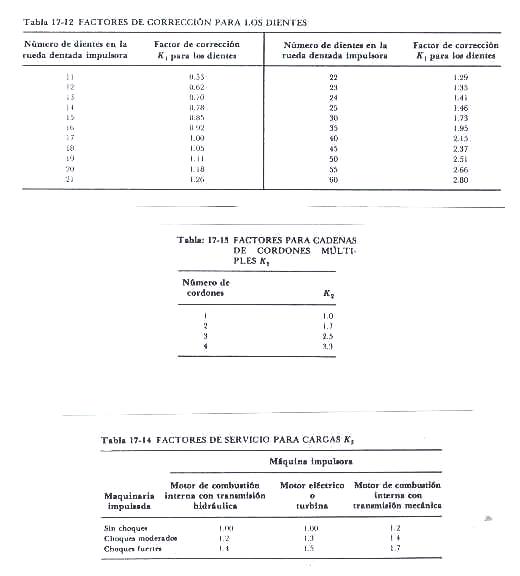 Tabla 17-12 FACTORES DE CORRECCIÓN PARA LOS DIENTES
Número de dientes en la rueda dentada impulsora Factor de corrección K1 para los dientes Número de dientes en la rueda dentada impulsora Factor de corrección K1 para los dientes
11 0.53 22 1.29
12 0.62 23 1.35
13 0.70 24 1.41
14 0.78 25 1.46
15 0.85 30 1.73
16 0.92 35 1.95
17 1.00 40 2.15
18 1.05 45 2.37
19 1.11 50 2.51
20 1.18 55 2.66
21 1.26 60 2.80
Tabla: 17-13 FACTORES PARA CADENAS
DE CORDONES MÚLTI-
PLES K2
Número de
cordones K2
1 1.0
2 1.7
3 2.5
4 3.3
Tabla 17-14 FACTORES DE SERVICIO PARA CARGAS K3
Máquina impulsora
Maquinaria impulsada Motor de combustión interna con transmisión hidráulica Motor eléctrico o turbina Motor de combustión interna con transmisión mecánica
Sin choques 1.00 1.00 1.2
Choques moderados 1.2 1.3 1.4
Choques fuertes 1.4 1.5 1.7